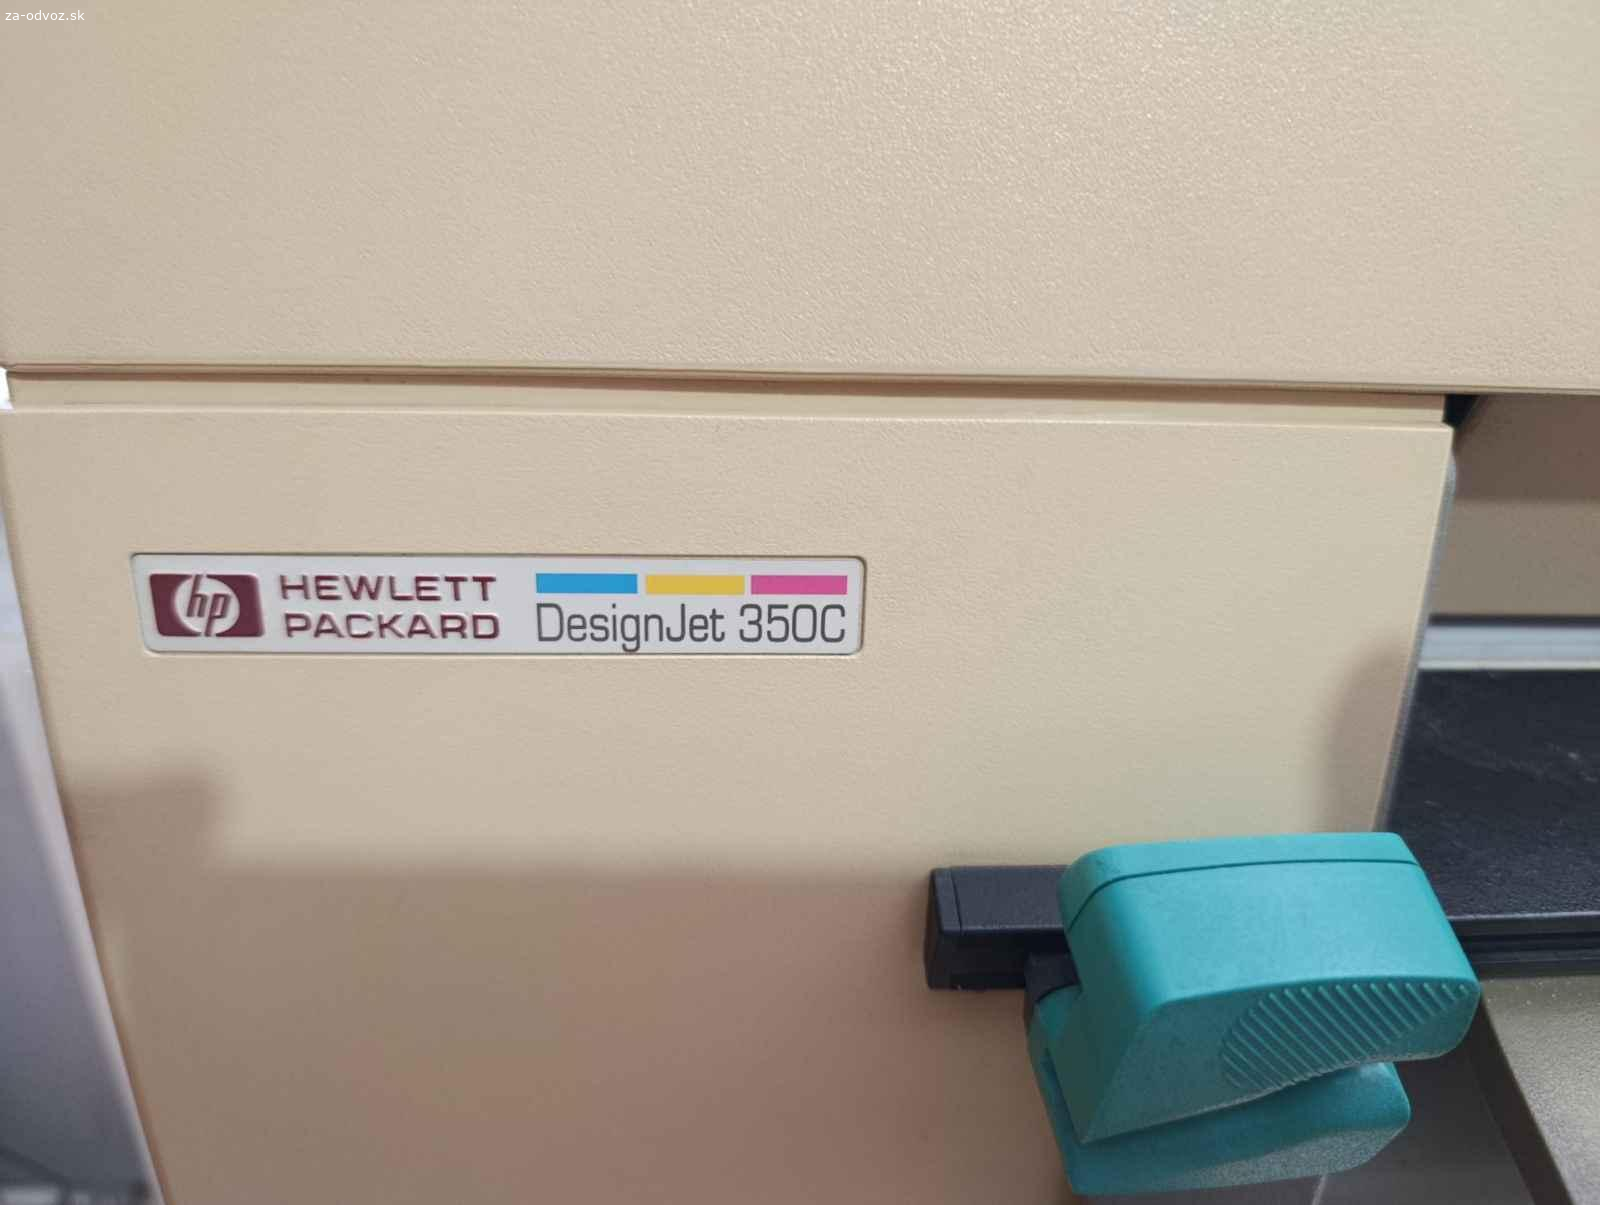 za-odvoz.sk
hp HEWLETT
PACKARD
DesignJet 350C